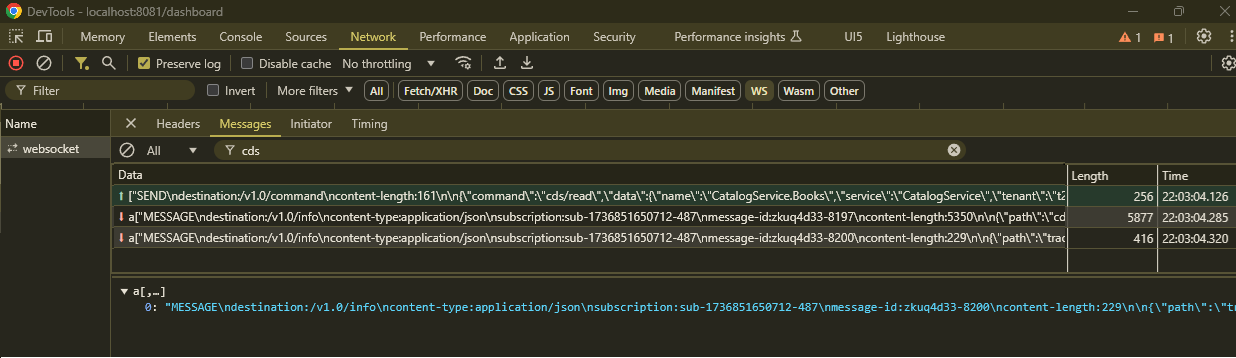 DevTools - localhost:8081/dashboard
Memory Elements Console Sources Network Performance Application Security Performance insights UI5 Lighthouse 1 1
Preserve log Disable cache No throttling
Filter Invert More filters All Fetch/XHR Doc CSS JS Font Img Media Manifest WS Wasm Other
Name Headers Messages Initiator Timing
websocket All cds
Data Length Time
["SEND\ndestination:/v1.0/command\ncontent-length:161\n\n{\"command\":\"cds/read\",\"data\":{\"name\":\"CatalogService.Books\",\"service\":\"CatalogService\",\"tenant\":\"t2 256 22:03:04.126
a["MESSAGE\ndestination:/v1.0/info\ncontent-type:application/json\nsubscription:sub-1736851650712-487\nmessage-id:zkuq4d33-8197\ncontent-length:5350\n\n{\"path\":\"cd 5877 22:03:04.285
a["MESSAGE\ndestination:/v1.0/info\ncontent-type:application/json\nsubscription:sub-1736851650712-487\nmessage-id:zkuq4d33-8200\ncontent-length:229\n\n{\"path\":\"trac 416 22:03:04.320
a[,…]
0: "MESSAGE\ndestination:/v1.0/info\ncontent-type:application/json\nsubscription:sub-1736851650712-487\nmessage-id:zkuq4d33-8200\ncontent-length:229\n\n{\"path\":\"tr